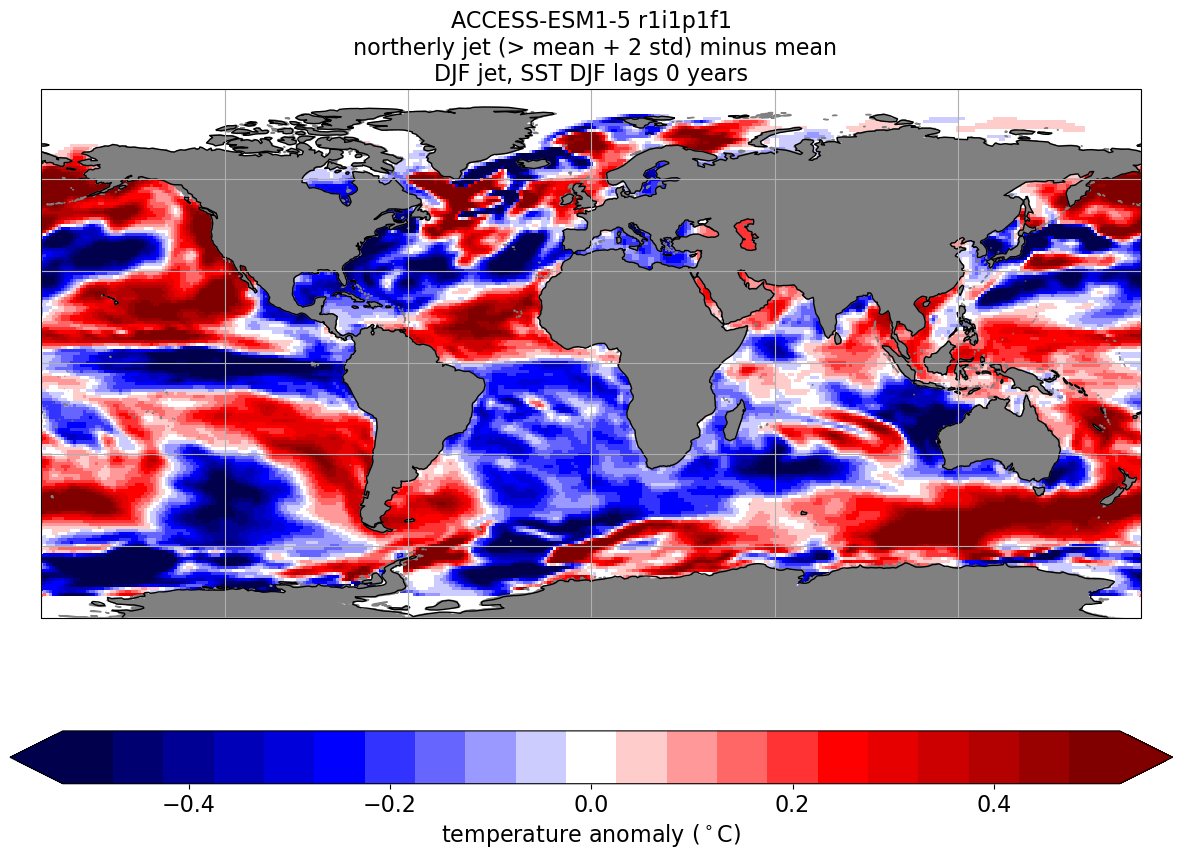 ACCESS-ESM1-5 r1i1p1f1
northerly jet (> mean + 2 std) minus mean
DJF jet, SST DJF lags 0 years
−0.4 −0.2 0.0 0.2 0.4
temperature anomaly (°C)